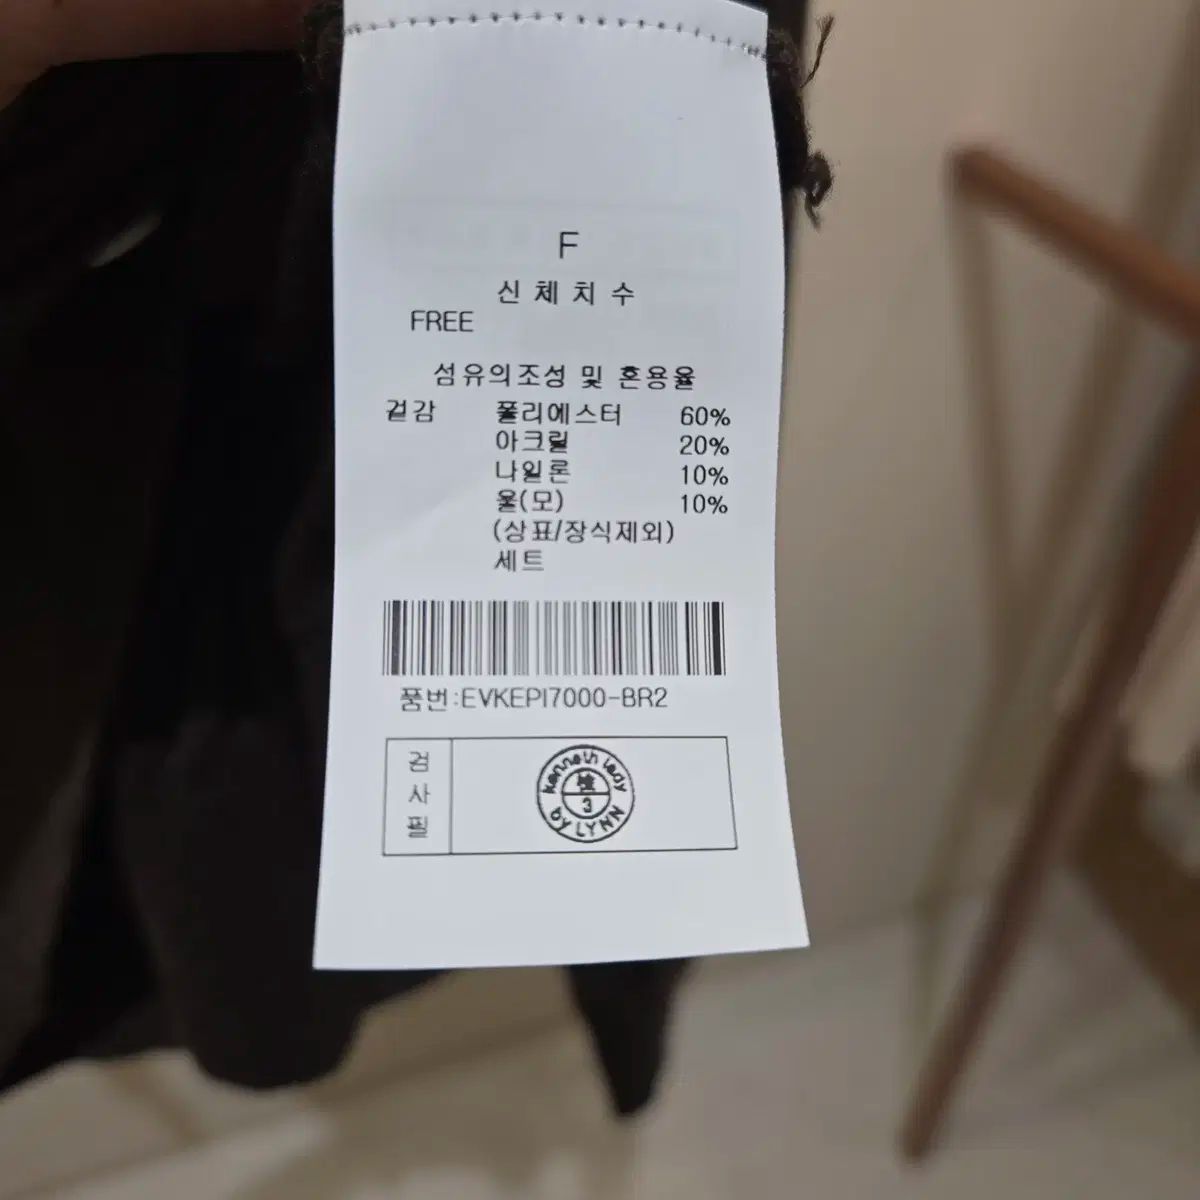 F
신체치수
FREE
섬유의조성 및 혼용율
겉감 폴리에스터 60%
아크릴 20%
나일론 10%
울(모) 10%
(상표/장식제외)
세트
품번:EVKEPI7000-BR2
검사필
kenneth lady
檢
3
by LYNN